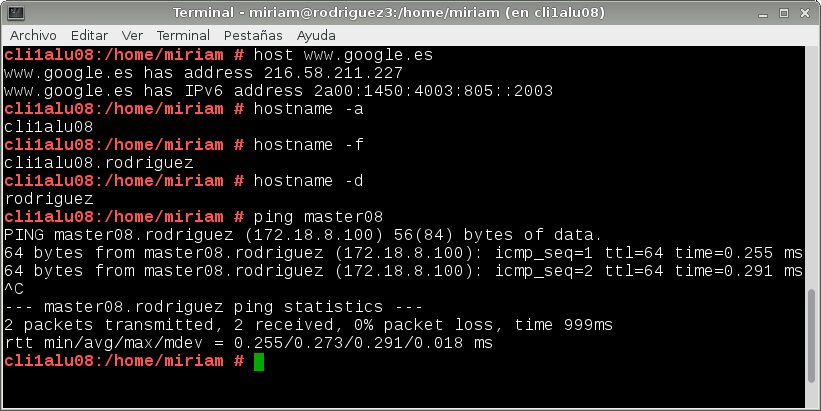 Terminal - miriam@rodriguez3:/home/miriam (en cli1alu08)
Archivo Editar Ver Terminal Pestañas Ayuda
cli1alu08:/home/miriam # host www.google.es
www.google.es has address 216.58.211.227
www.google.es has IPv6 address 2a00:1450:4003:805::2003
cli1alu08:/home/miriam # hostname -a
cli1alu08
cli1alu08:/home/miriam # hostname -f
cli1alu08.rodriguez
cli1alu08:/home/miriam # hostname -d
rodriguez
cli1alu08:/home/miriam # ping master08
PING master08.rodriguez (172.18.8.100) 56(84) bytes of data.
64 bytes from master08.rodriguez (172.18.8.100): icmp_seq=1 ttl=64 time=0.255 ms
64 bytes from master08.rodriguez (172.18.8.100): icmp_seq=2 ttl=64 time=0.291 ms
^C
--- master08.rodriguez ping statistics ---
2 packets transmitted, 2 received, 0% packet loss, time 999ms
rtt min/avg/max/mdev = 0.255/0.273/0.291/0.018 ms
cli1alu08:/home/miriam #